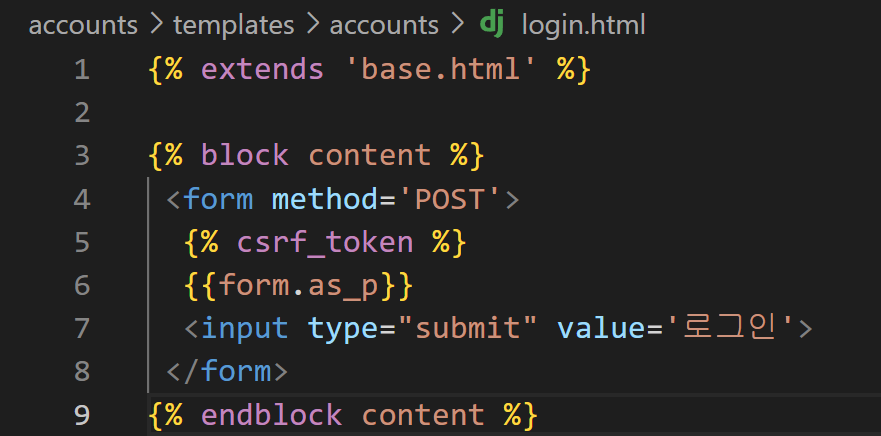 accounts > templates > accounts > dj login.html
1 {% extends 'base.html' %}
2
3 {% block content %}
4 <form method='POST'>
5 {% csrf_token %}
6 {{form.as_p}}
7 <input type="submit" value='로그인'>
8 </form>
9 {% endblock content %}